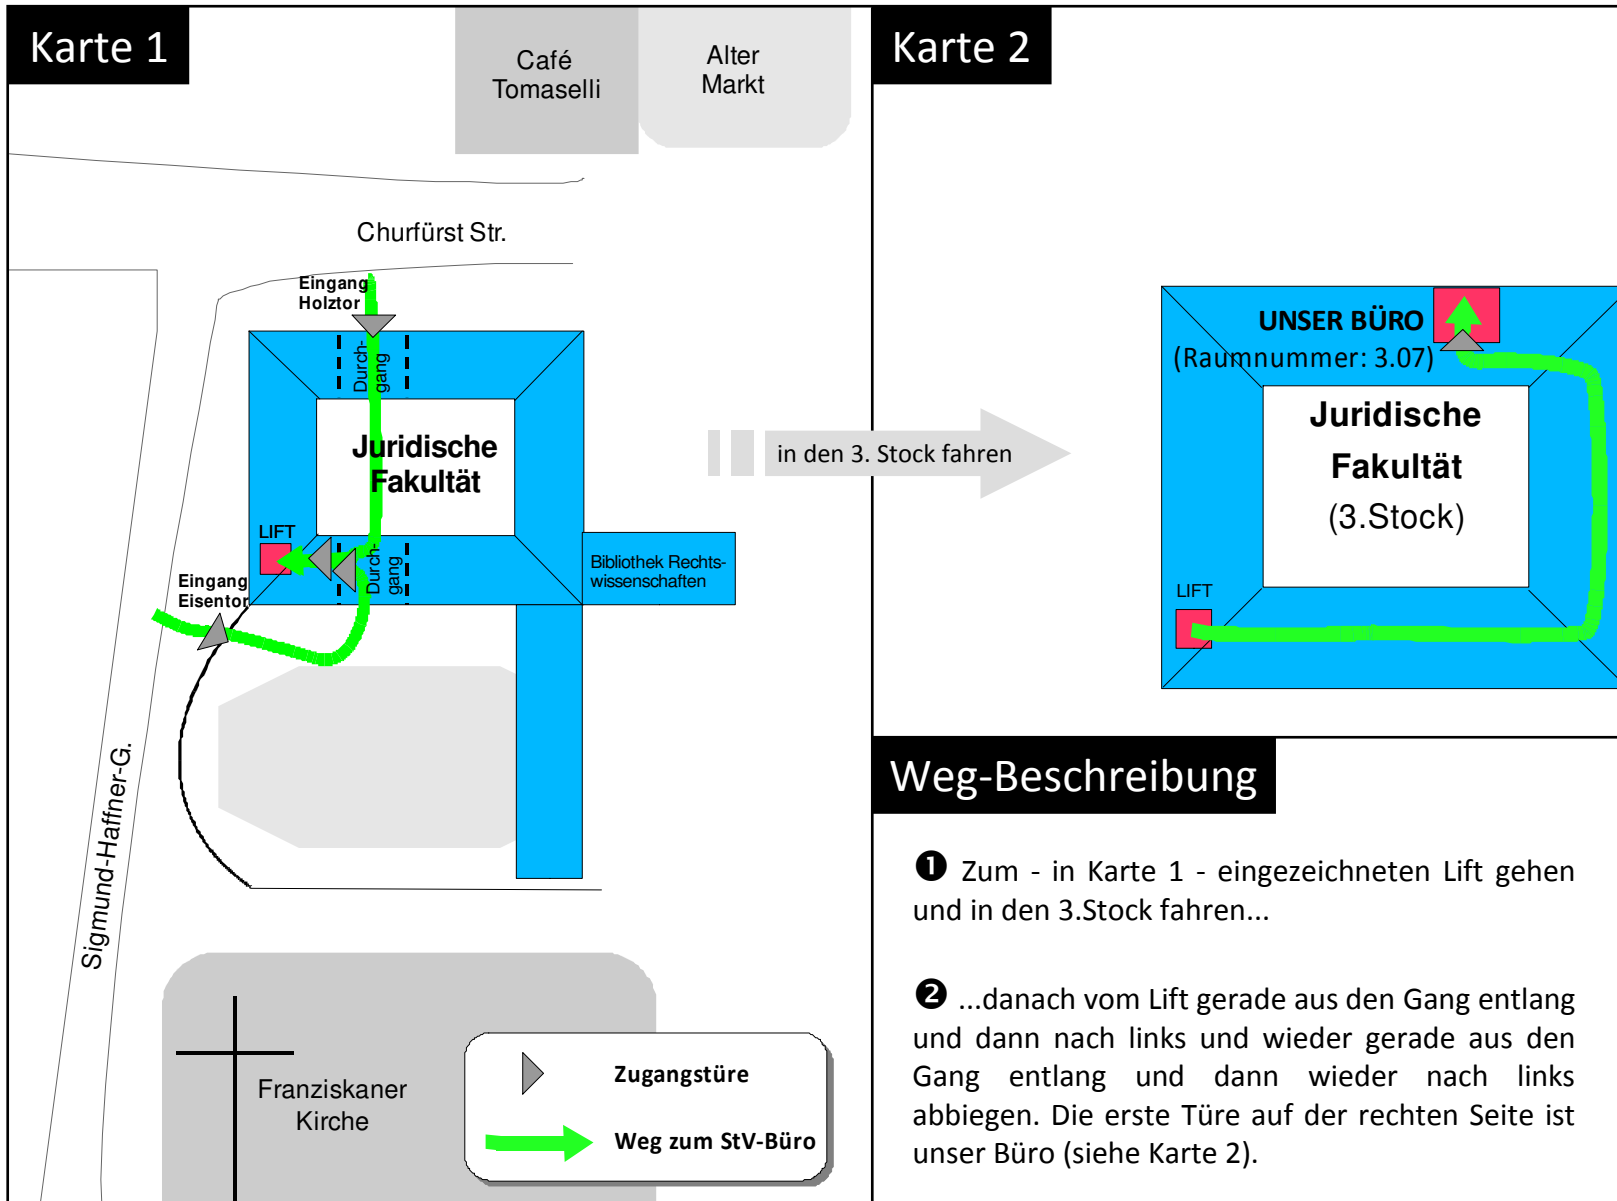 Karte 1
Café
Tomaselli
Alter
Markt
Churfürst Str.
Eingang
Holztor
Durch-
gang
Juridische
Fakultät
LIFT
Durch-
gang
Bibliothek Rechts-
wissenschaften
Eingang
Eisentor
Sigmund-Haffner-G.
Franziskaner
Kirche
Zugangstüre
Weg zum StV-Büro
in den 3. Stock fahren
Karte 2
UNSER BÜRO
(Raumnummer: 3.07)
Juridische
Fakultät
(3.Stock)
LIFT
Weg-Beschreibung
❶ Zum - in Karte 1 - eingezeichneten Lift gehen
und in den 3.Stock fahren...
❷ ...danach vom Lift gerade aus den Gang entlang
und dann nach links und wieder gerade aus den
Gang entlang und dann wieder nach links
abbiegen. Die erste Türe auf der rechten Seite ist
unser Büro (siehe Karte 2).